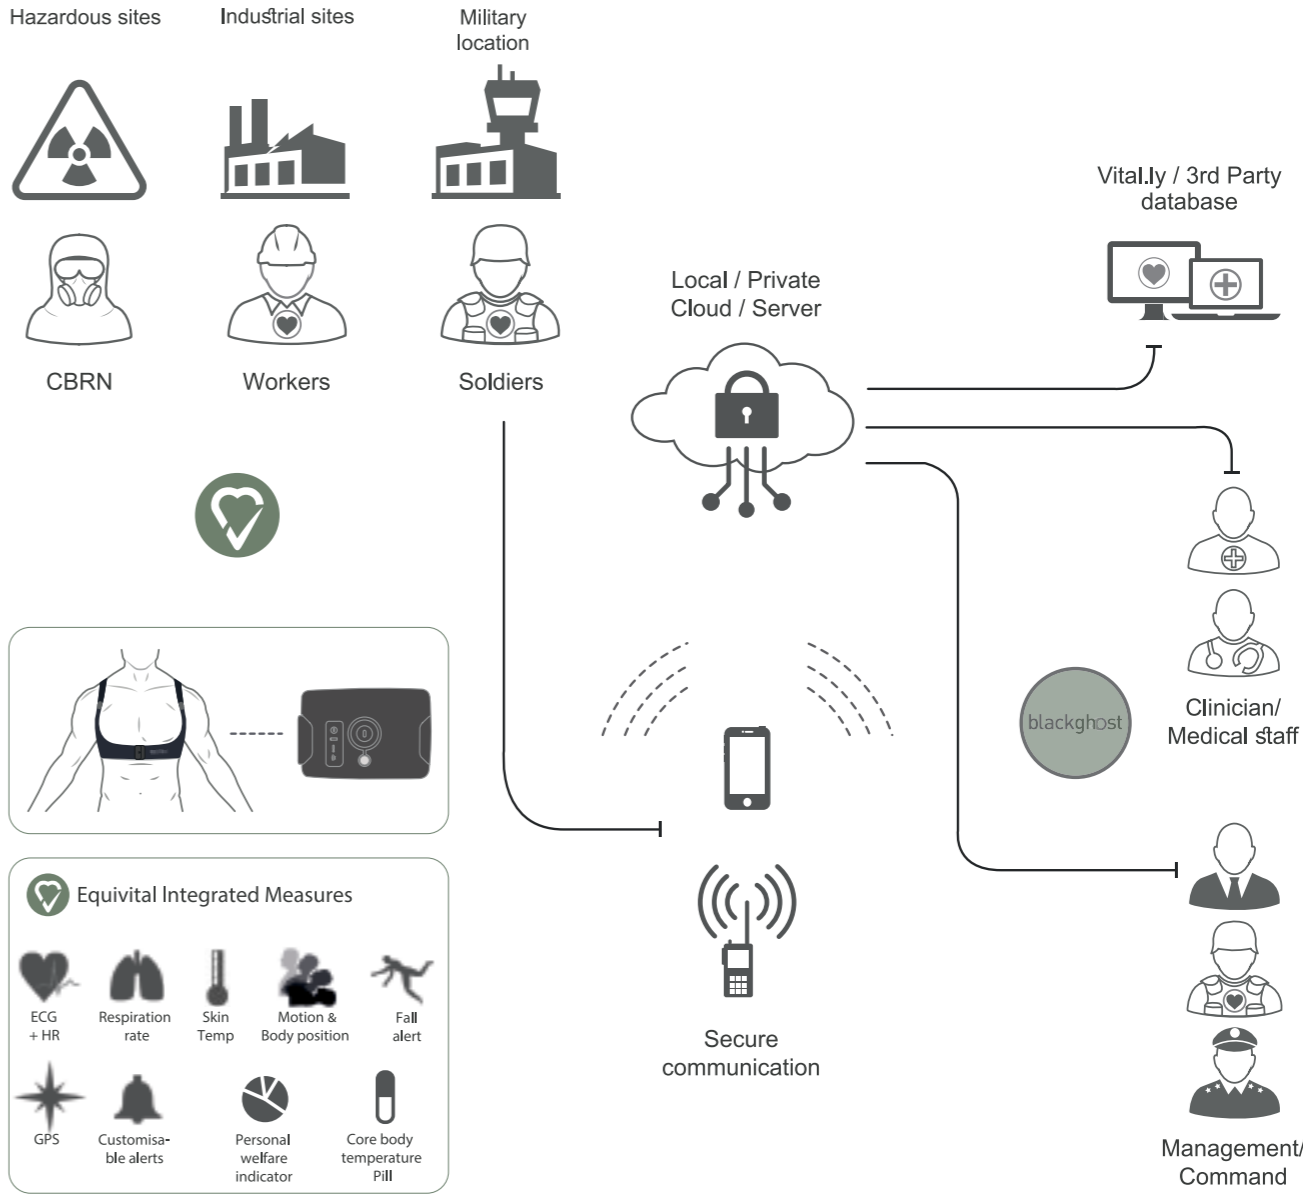 Hazardous sites
Industrial sites
Military
location
CBRN
Workers
Soldiers
Local / Private
Cloud / Server
Vital.ly / 3rd Party
database
Clinician/
Medical staff
blackghost
Secure
communication
Management/
Command
Equivital Integrated Measures
ECG
+ HR
Respiration
rate
Skin
Temp
Motion &
Body position
Fall
alert
GPS
Customisa-
ble alerts
Personal
welfare
indicator
Core body
temperature
Pill